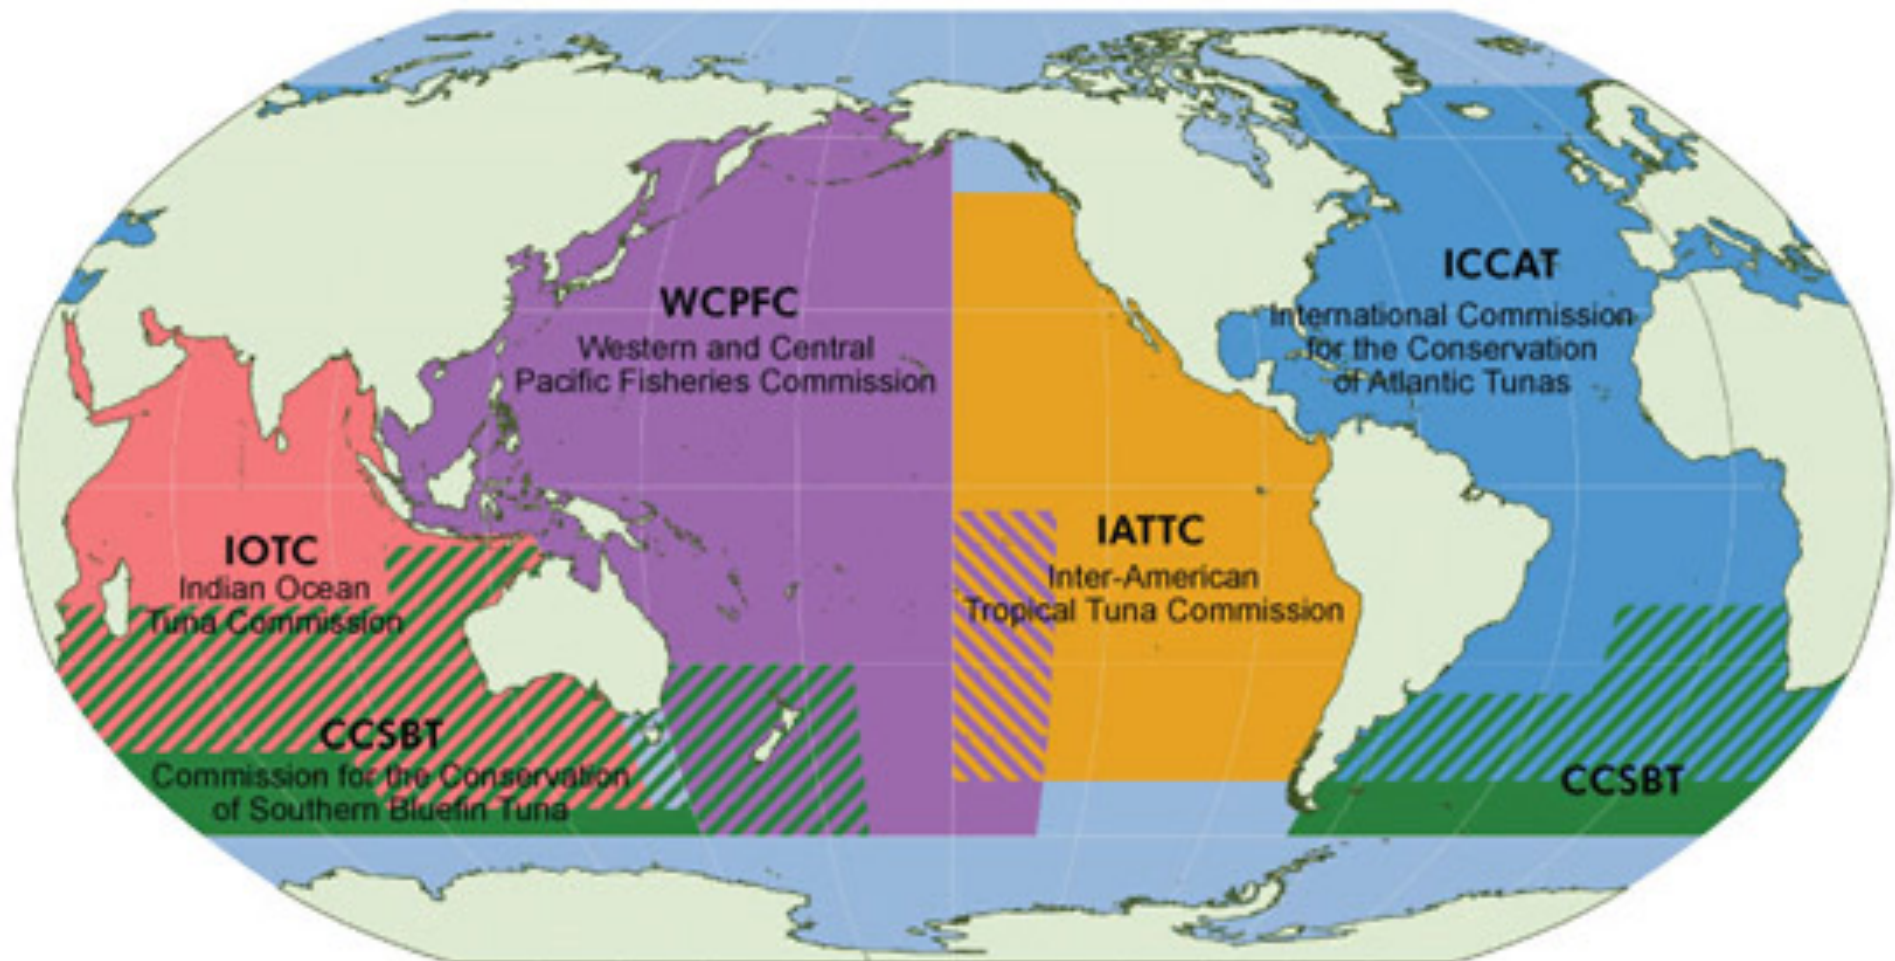 WCPFC
Western and Central
Pacific Fisheries Commission
ICCAT
International Commission
for the Conservation
of Atlantic Tunas
IOTC
Indian Ocean
Tuna Commission
IATTC
Inter-American
Tropical Tuna Commission
CCSBT
Commission for the Conservation
of Southern Bluefin Tuna
CCSBT